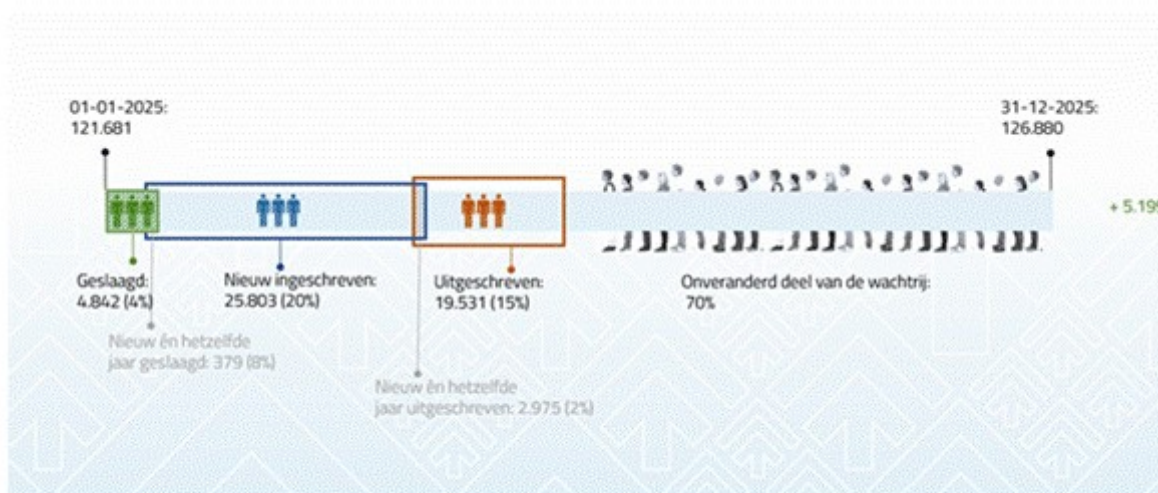 01-01-2025:
121.681
31-12-2025:
126.880
+ 5.199
Geslaagd:
4.842 (4%)
Nieuw ingeschreven:
25.803 (20%)
Uitgeschreven:
19.531 (15%)
Onveranderd deel van de wachtrij:
70%
Nieuw én hetzelfde
jaar geslaagd: 379 (8%)
Nieuw én hetzelfde
jaar uitgeschreven: 2.975 (2%)